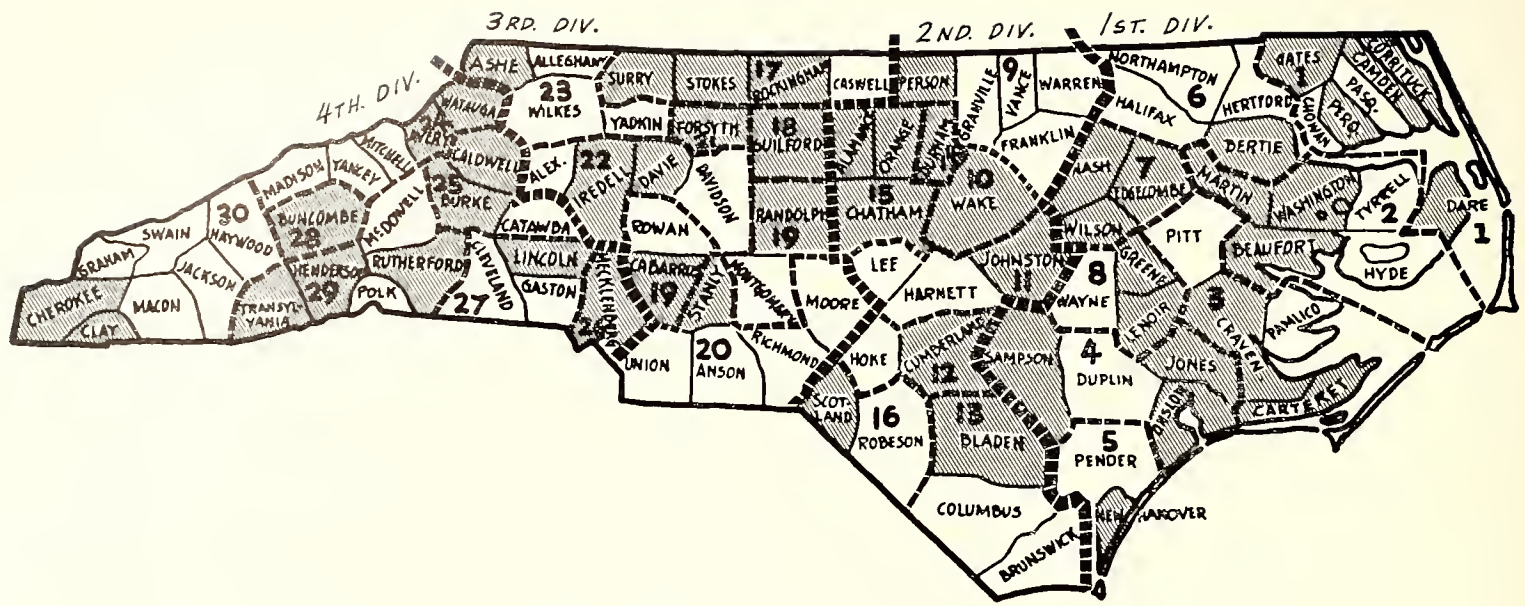 3RD. DIV.
2ND. DIV.
1ST. DIV.
4TH. DIV.
ASHE
ALLEGHANY
SURRY
STOKES
17
ROCKINGHAM
CASWELL
PERSON
GRANVILLE
9
VANCE
WARREN
NORTHAMPTON
6
GATES
1
CURRITUCK
CAMDEN
PASQ.
PERQ.
CHOWAN
HERTFORD
HALIFAX
WATAUGA
23
WILKES
YADKIN
FORSYTH
18
GUILFORD
ALAMANCE
ORANGE
DURHAM
FRANKLIN
NASH
7
EDGECOMBE
BERTIE
MARTIN
WASHINGTON
TYRRELL
2
DARE
1
MITCHELL
AVERY
CALDWELL
ALEX.
22
IREDELL
DAVIE
DAVIDSON
RANDOLPH
19
15
CHATHAM
10
WAKE
WILSON
PITT
BEAUFORT
HYDE
MADISON
YANCEY
25
BURKE
CATAWBA
ROWAN
30
SWAIN
HAYWOOD
BUNCOMBE
28
MCDOWELL
GRAHAM
JACKSON
HENDERSON
29
RUTHERFORD
CLEVELAND
LINCOLN
GASTON
MECKLENBURG
CABARRUS
19
STANLY
MONTGOMERY
MOORE
LEE
HARNETT
JOHNSTON
11
8
WAYNE
GREENE
LENOIR
3
CRAVEN
PAMLICO
CHEROKEE
CLAY
MACON
TRANSYL-
VANIA
POLK
27
UNION
20
ANSON
RICHMOND
HOKE
CUMBERLAND
12
SAMPSON
4
DUPLIN
JONES
ONSLOW
CARTERET
SCOT-
LAND
16
ROBESON
13
BLADEN
5
PENDER
COLUMBUS
NEW HANOVER
BRUNSWICK